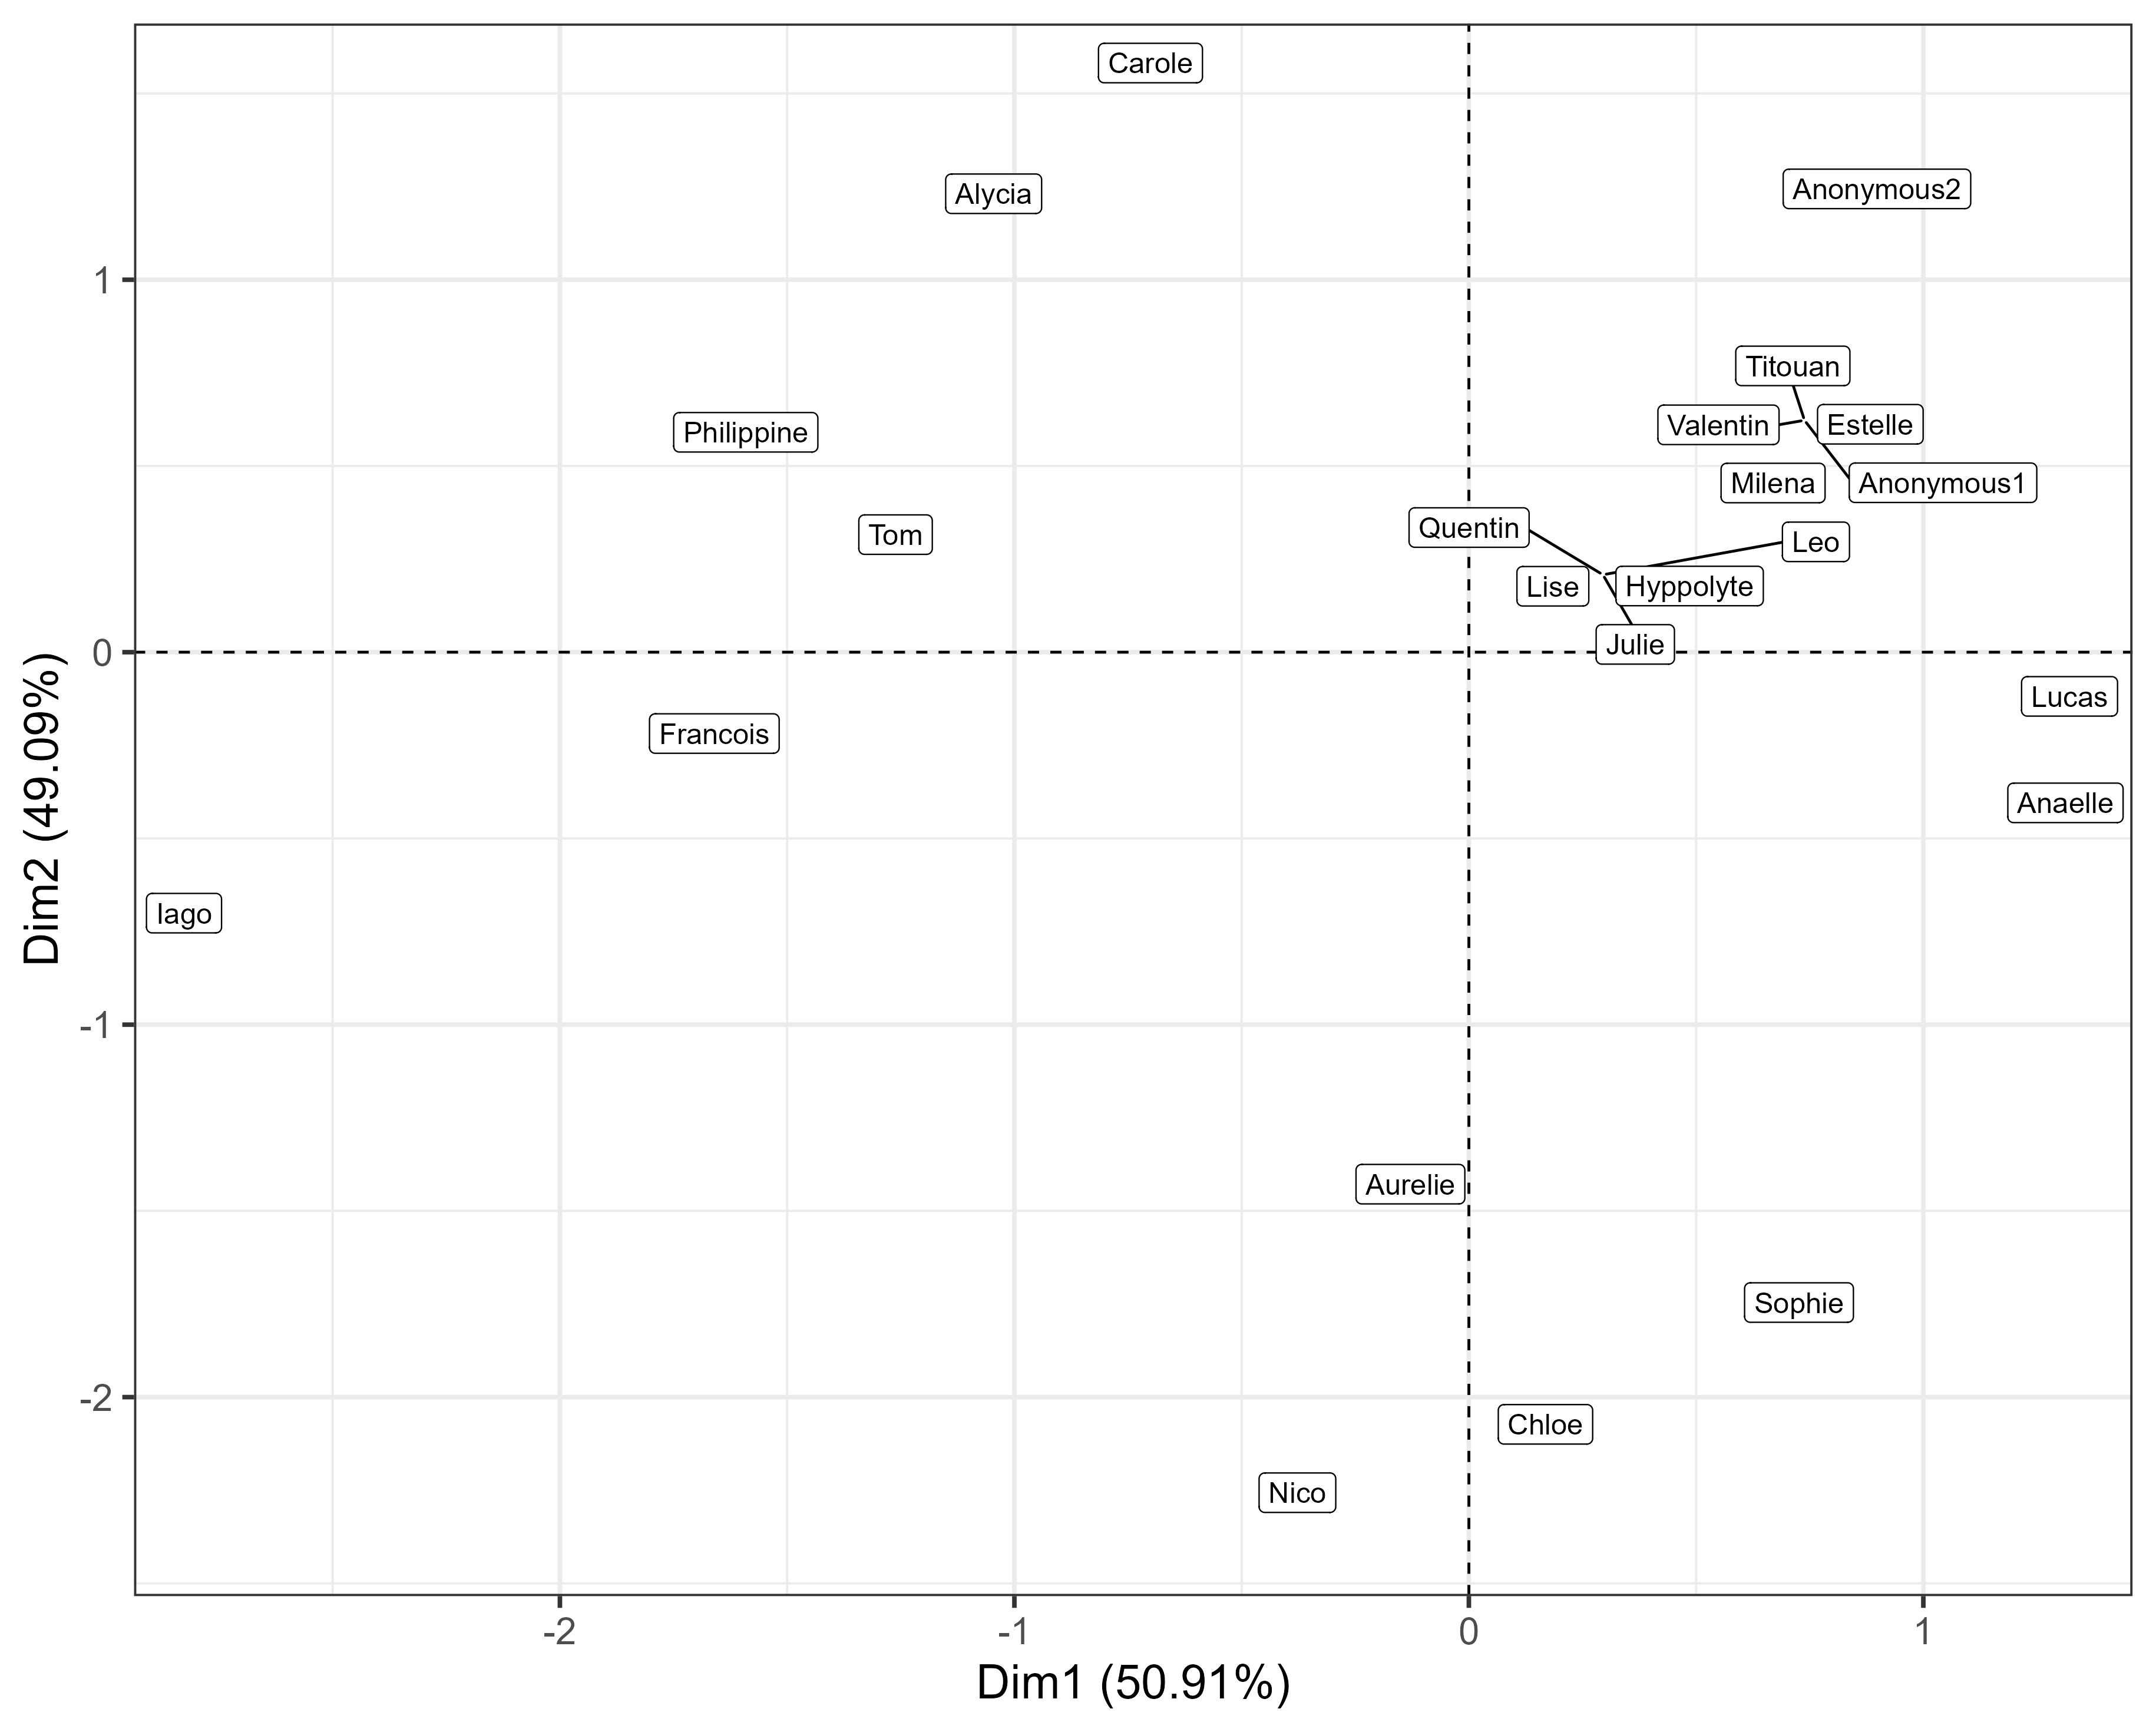 Carole
Anonymous2
Alycia
1
Titouan
Valentin
Estelle
Philippine
Milena
Anonymous1
Quentin
Tom
Leo
Lise
Hyppolyte
Julie
0
Lucas
Francois
Anaelle
Dim2 (49.09%)
Iago
-1
Aurelie
Sophie
-2
Chloe
Nico
-2 -1 0 1
Dim1 (50.91%)